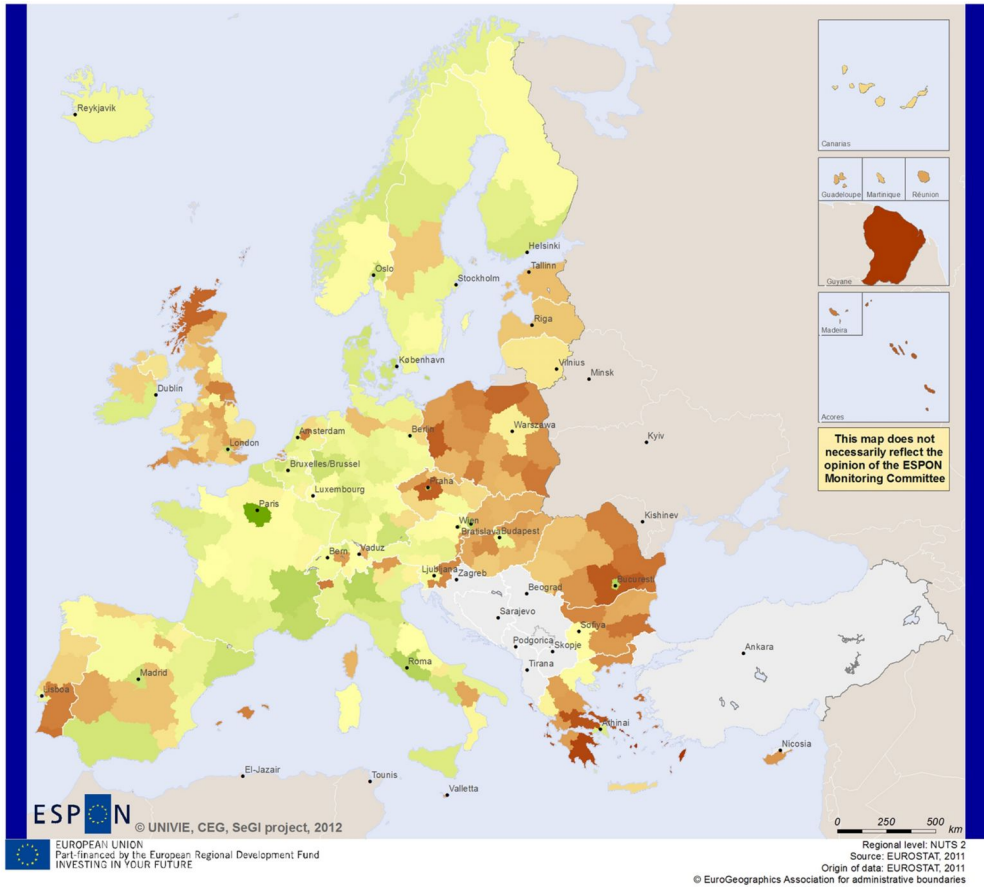 Reykjavik
Canarias
Guadeloupe
Martinique
Réunion
Guyane
Madeira
Acores
Oslo
Helsinki
Tallinn
Stockholm
Riga
København
Vilnius
Minsk
Dublin
London
Amsterdam
Berlin
Warszawa
Kyiv
This map does not
necessarily reflect the
opinion of the ESPON
Monitoring Committee
Bruxelles/Brussel
Luxembourg
Praha
Paris
Kishinev
Wien
Bratislava
Budapest
Bern
Vaduz
Ljubljana
Zagreb
Bucuresti
Beograd
Sarajevo
Sofiya
Podgorica
Skopje
Tirana
Ankara
Roma
Madrid
Lisboa
Athinai
Nicosia
El-Jazair
Tounis
Valletta
ESPON
© UNIVIE, CEG, SeGI project, 2012
0 250 500 km
EUROPEAN UNION
Part-financed by the European Regional Development Fund
INVESTING IN YOUR FUTURE
Regional level: NUTS 2
Source: EUROSTAT, 2011
Origin of data: EUROSTAT, 2011
© EuroGeographics Association for administrative boundaries